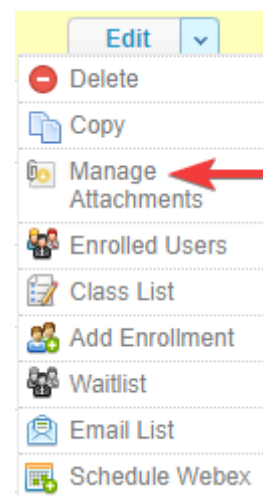 Edit
Delete
Copy
Manage
Attachments
Enrolled Users
Class List
Add Enrollment
Waitlist
Email List
Schedule Webex